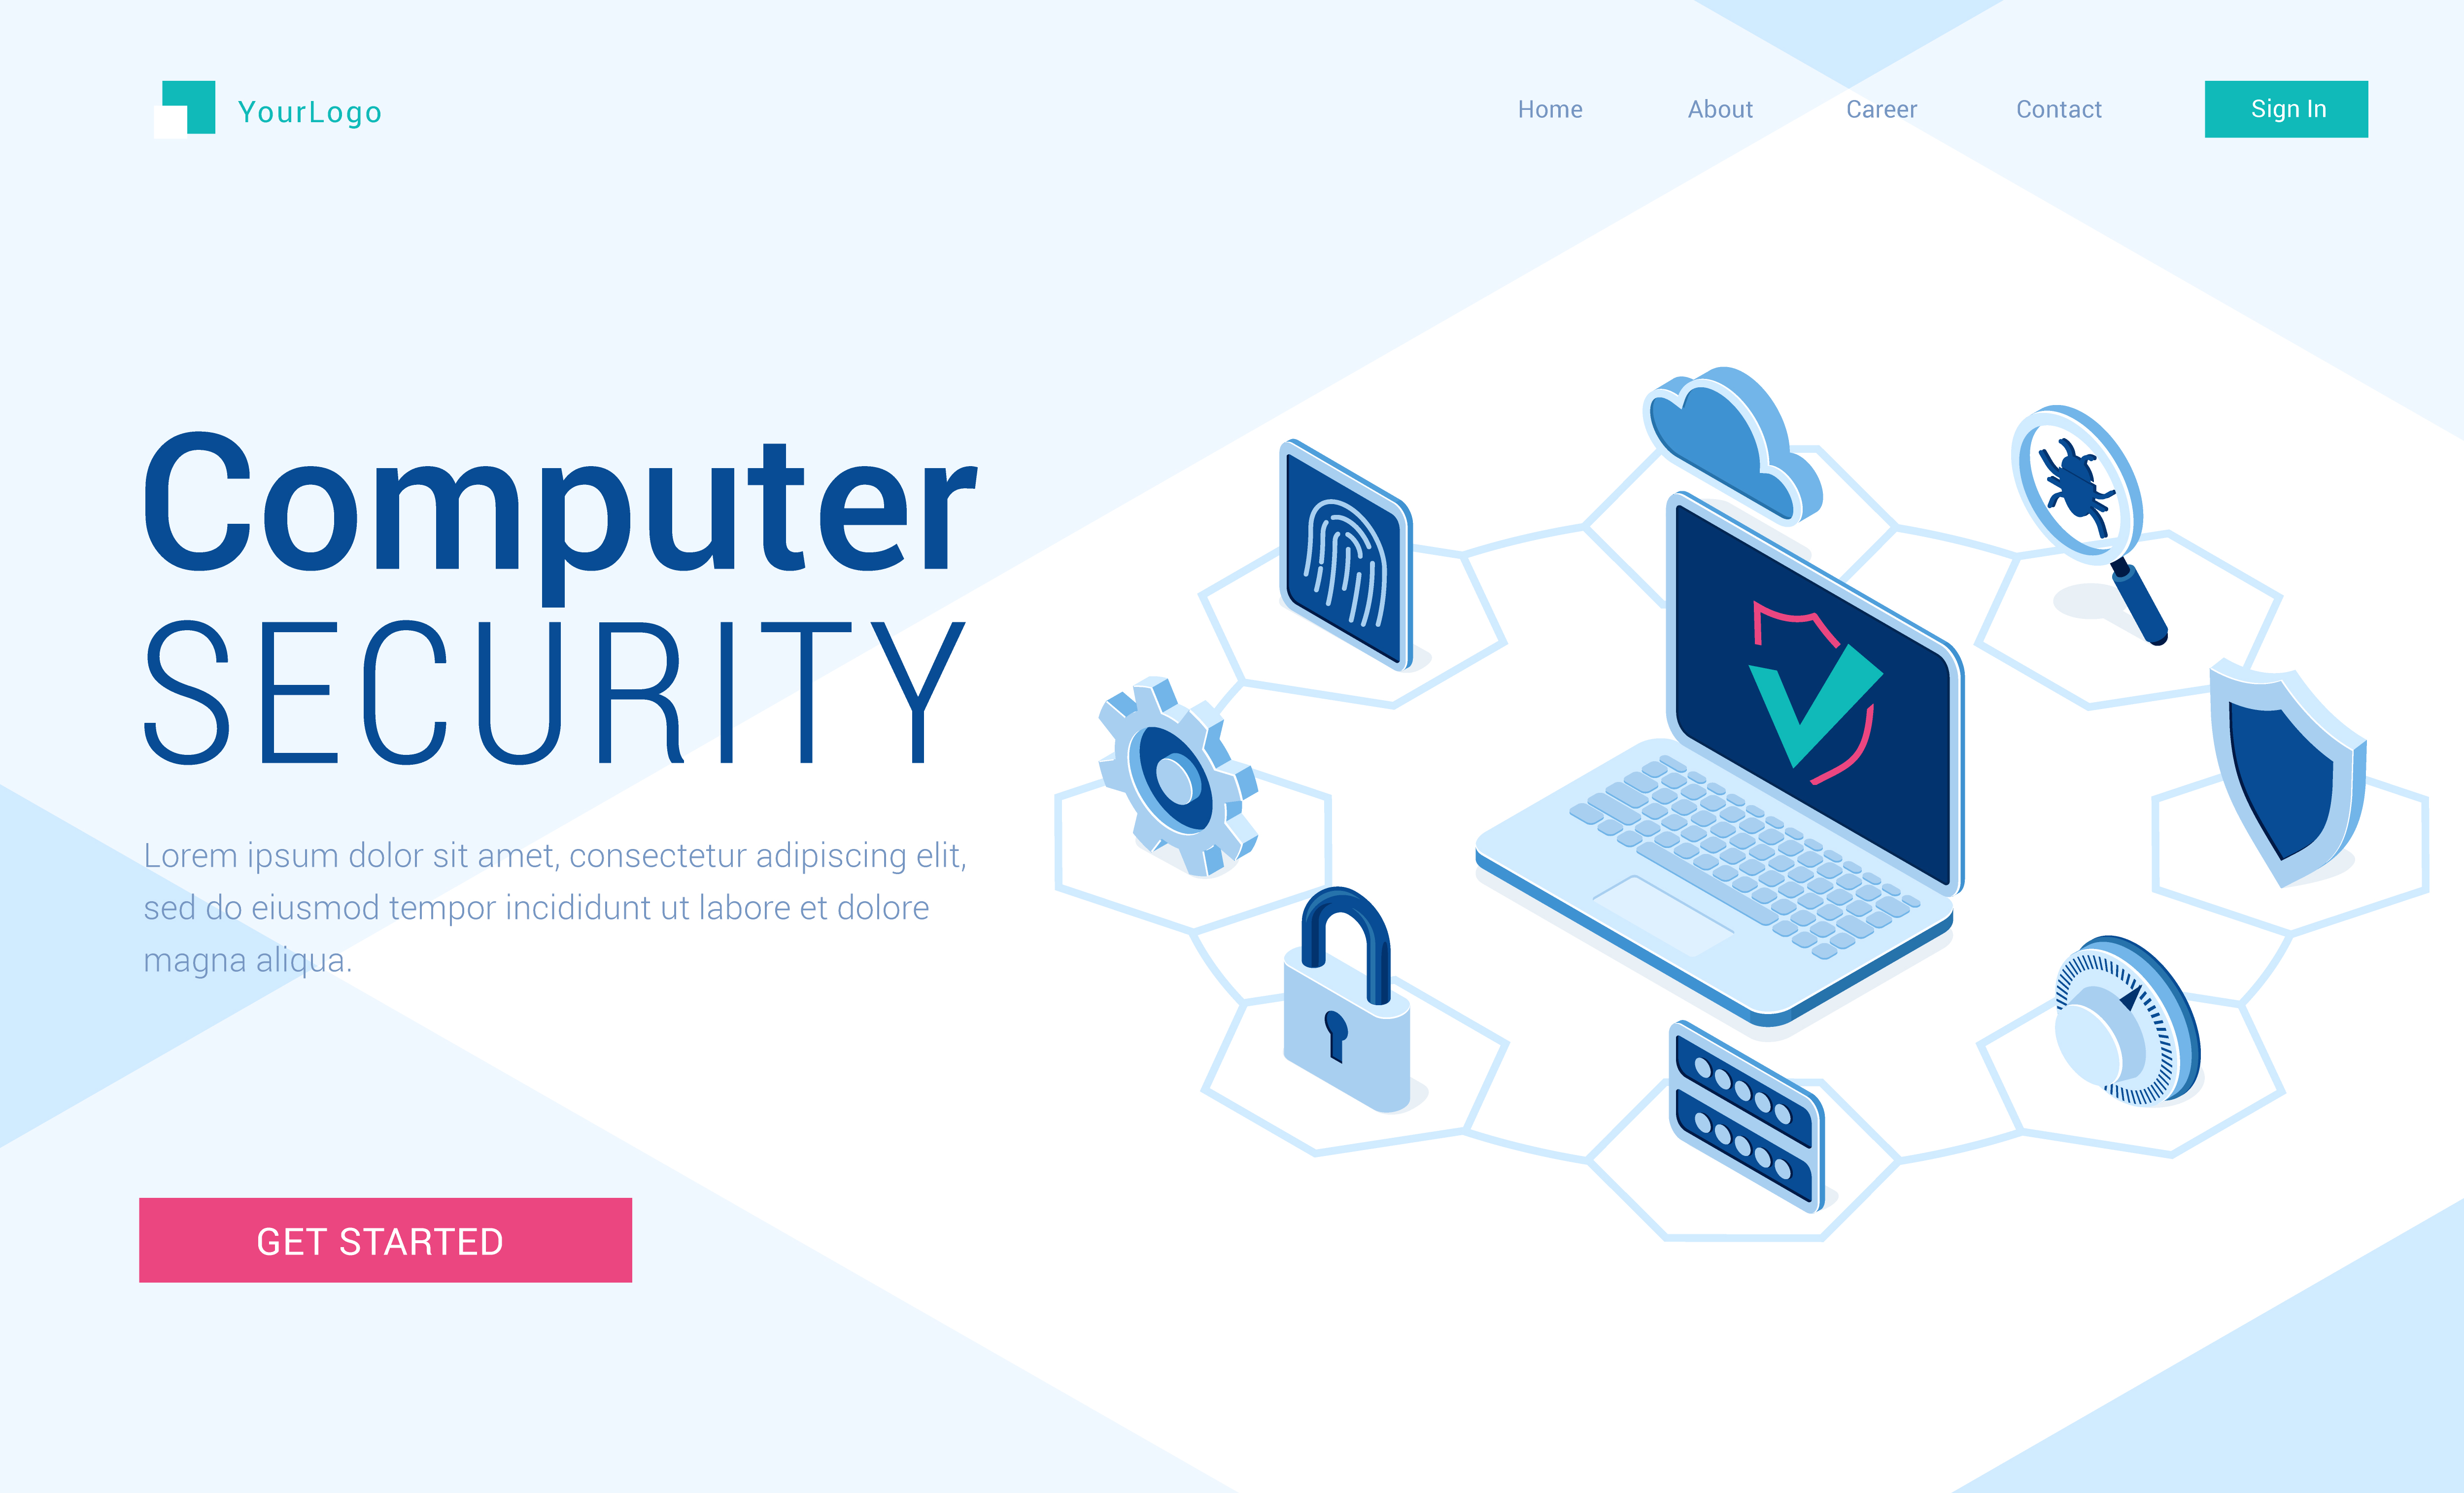 YourLogo
Home
About
Career
Contact
Sign In
Computer
SECURITY
Lorem ipsum dolor sit amet, consectetur adipiscing elit,
sed do eiusmod tempor incididunt ut labore et dolore
magna aliqua.
GET STARTED